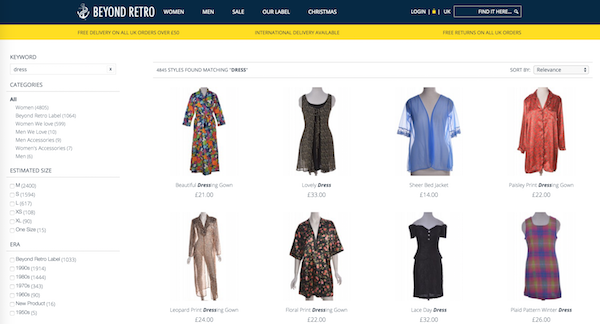 BEYOND RETRO WOMEN MEN SALE OUR LABEL CHRISTMAS LOGIN | | UK FIND IT HERE...
FREE DELIVERY ON ALL UK ORDERS OVER £50 INTERNATIONAL DELIVERY AVAILABLE FREE RETURNS ON UK ORDERS
KEYWORD
dress
4845 STYLES FOUND MATCHING "DRESS" SORT BY: Relevance
CATEGORIES
All
Women (4805)
Beyond Retro Label (1064)
Women We Love (599)
Men We Love (10)
Men Accessories (9)
Women's Accessories (7)
Men (6)
ESTIMATED SIZE
M (2400)
S (1594)
L (617)
XS (108)
XL (90)
One Size (15)
ERA
Beyond Retro Label (1033)
1990s (1914)
1980s (1444)
1970s (343)
1960s (90)
New Product (16)
1950s (5)
Beautiful Dressing Gown
£21.00
Lovely Dress
£33.00
Sheer Bed Jacket
£14.00
Paisley Print Dressing Gown
£22.00
Leopard Print Dressing Gown
£24.00
Floral Print Dressing Gown
£22.00
Lace Day Dress
£32.00
Plaid Pattern Winter Dress
£26.00